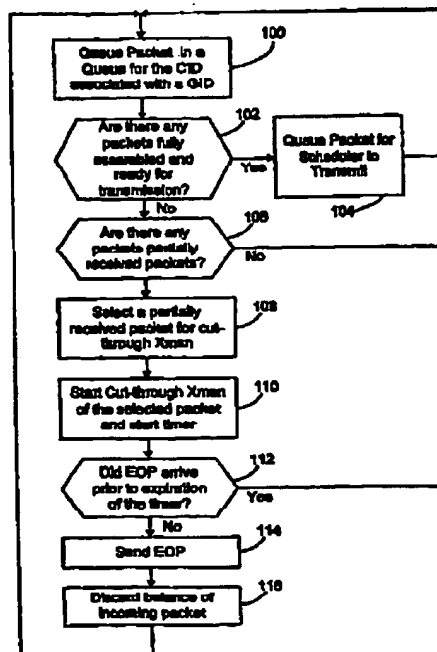 100
Queue Packet in a
Queue for the CID
associated with a GID
102
Are there any
packets fully
assembled and
ready for
transmission?
Yes
Queue Packet for
Scheduler to
Transmit
104
No
106
Are there any
packets partially
received packets?
No
108
Select a partially
received packet for cut-
through Xman
110
Start Cut-through Xman
of the selected packet
and start timer
112
Did EOP arrive
prior to expiration
of the timer?
Yes
No
114
Send EOP
116
Discard balance of
incoming packet